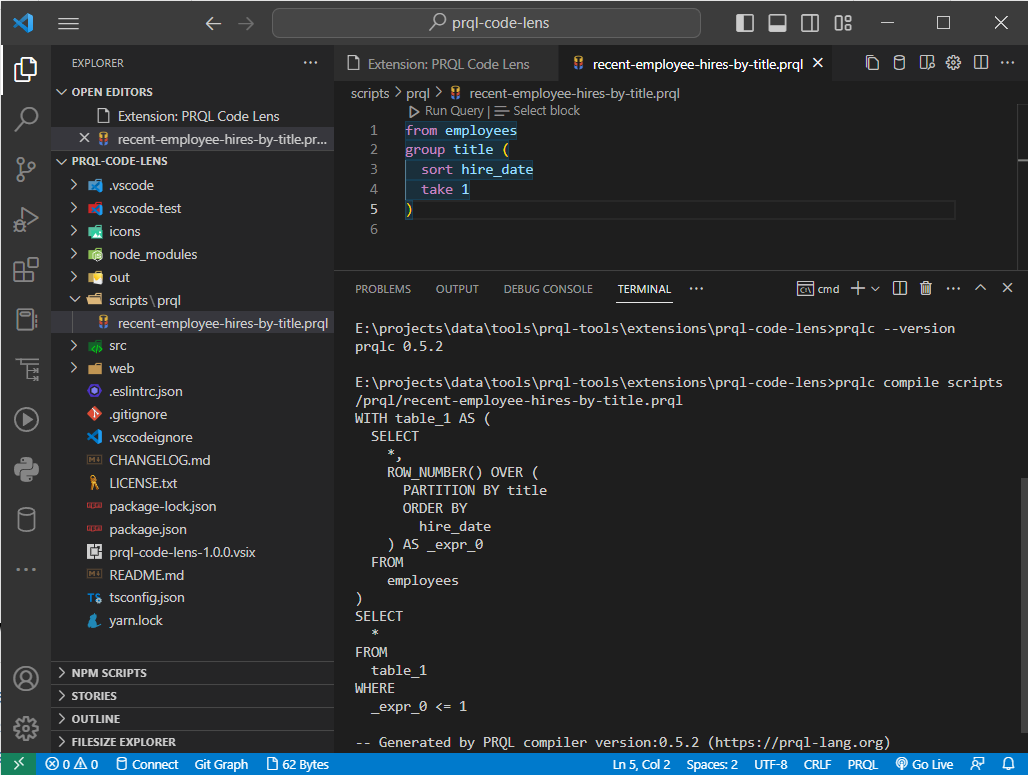 prql-code-lens
EXPLORER
OPEN EDITORS
Extension: PRQL Code Lens
recent-employee-hires-by-title.pr...
PRQL-CODE-LENS
.vscode
.vscode-test
icons
node_modules
out
scripts\prql
recent-employee-hires-by-title.prql
src
web
.eslintrc.json
.gitignore
.vscodeignore
CHANGELOG.md
LICENSE.txt
package-lock.json
package.json
prql-code-lens-1.0.0.vsix
README.md
tsconfig.json
yarn.lock
NPM SCRIPTS
STORIES
OUTLINE
FILESIZE EXPLORER
Extension: PRQL Code Lens
recent-employee-hires-by-title.prql
scripts > prql > recent-employee-hires-by-title.prql
Run Query | Select block
1 from employees
2 group title (
3   sort hire_date
4   take 1
5 )
6
PROBLEMS OUTPUT DEBUG CONSOLE TERMINAL ... cmd
E:\projects\data\tools\prql-tools\extensions\prql-code-lens>prqlc --version
prqlc 0.5.2
E:\projects\data\tools\prql-tools\extensions\prql-code-lens>prqlc compile scripts
/prql/recent-employee-hires-by-title.prql
WITH table_1 AS (
  SELECT
    *,
    ROW_NUMBER() OVER (
      PARTITION BY title
      ORDER BY
        hire_date
    ) AS _expr_0
  FROM
    employees
)
SELECT
  *
FROM
  table_1
WHERE
  _expr_0 <= 1
-- Generated by PRQL compiler version:0.5.2 (https://prql-lang.org)
0 0 Connect Git Graph 62 Bytes Ln 5, Col 2 Spaces: 2 UTF-8 CRLF PRQL Go Live